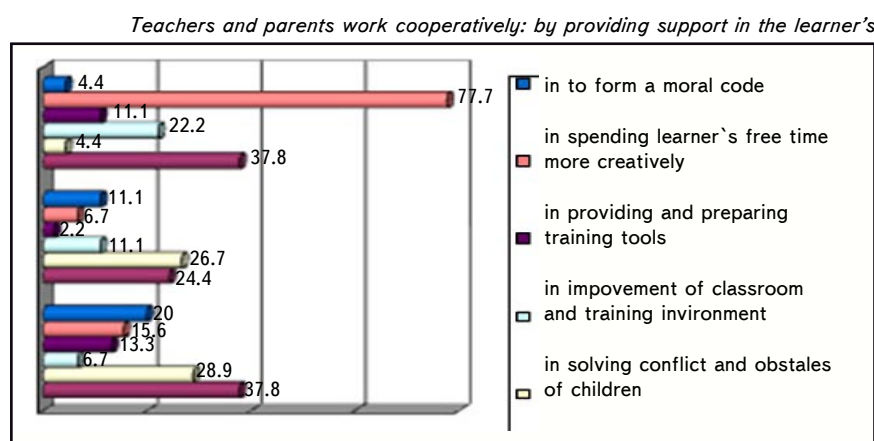 Teachers and parents work cooperatively: by providing support in the learner's
4.4
77.7
11.1
22.2
4.4
37.8
11.1
6.7
2.2
11.1
26.7
24.4
20
15.6
13.3
6.7
28.9
37.8
in to form a moral code
in spending learner`s free time
more creatively
in providing and preparing
training tools
in impovement of classroom
and training invironment
in solving conflict and obstales
of children